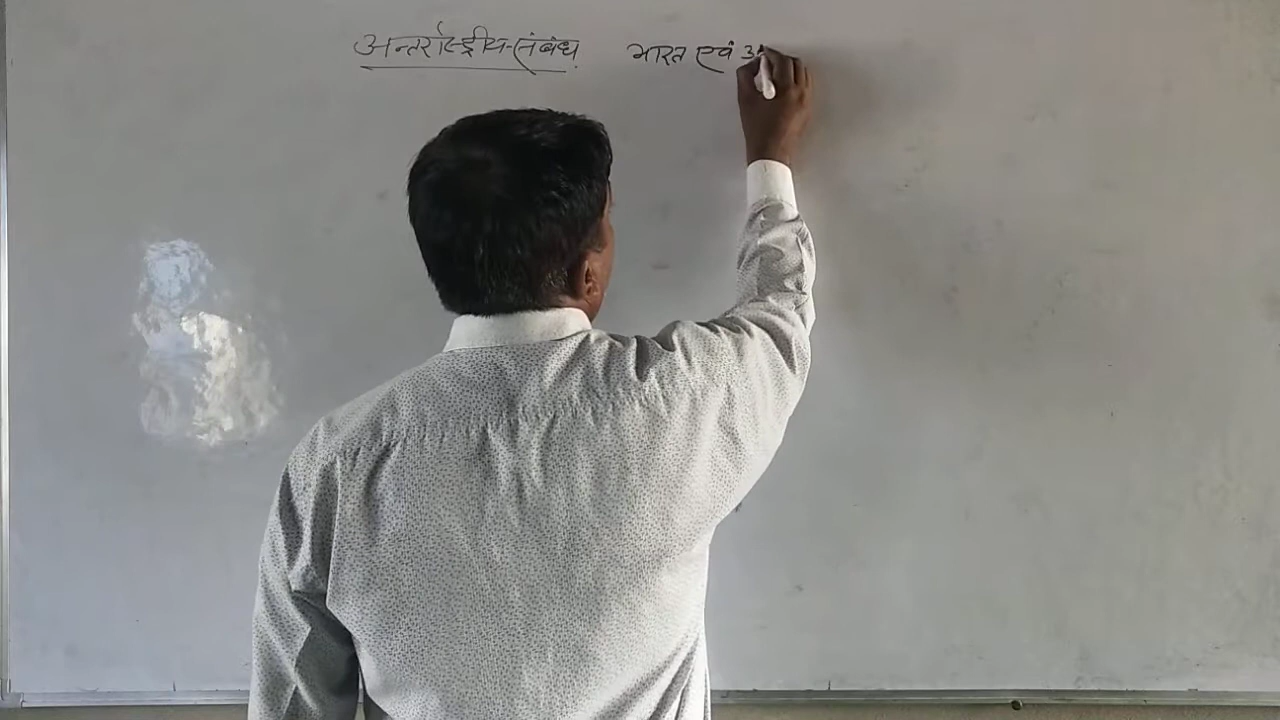 अन्तर्राष्ट्रीय-संबंध भारत एवं